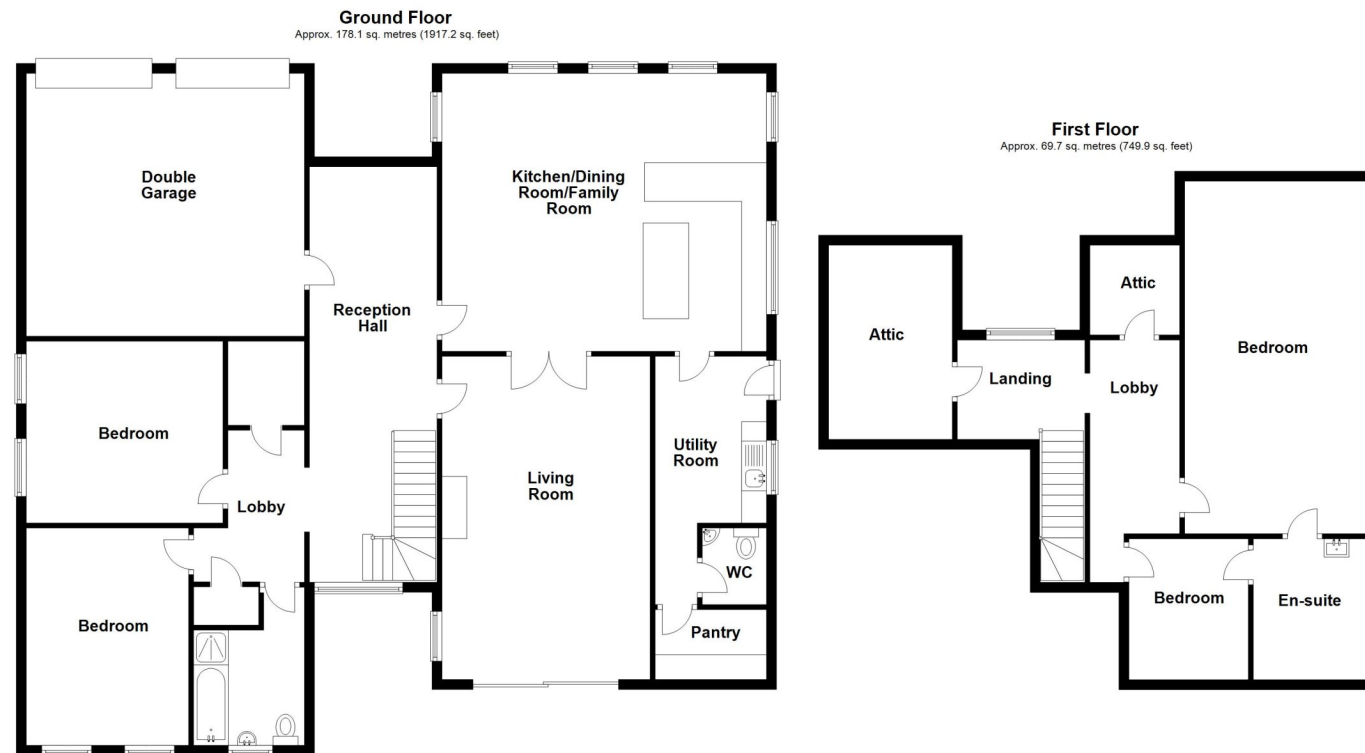 Ground Floor
Approx. 178.1 sq. metres (1917.2 sq. feet)
Double
Garage
Kitchen/Dining
Room/Family
Room
Reception
Hall
Bedroom
Lobby
Living
Room
Utility
Room
WC
Bedroom
Pantry
First Floor
Approx. 69.7 sq. metres (749.9 sq. feet)
Attic
Attic
Bedroom
Landing
Lobby
Bedroom
En-suite